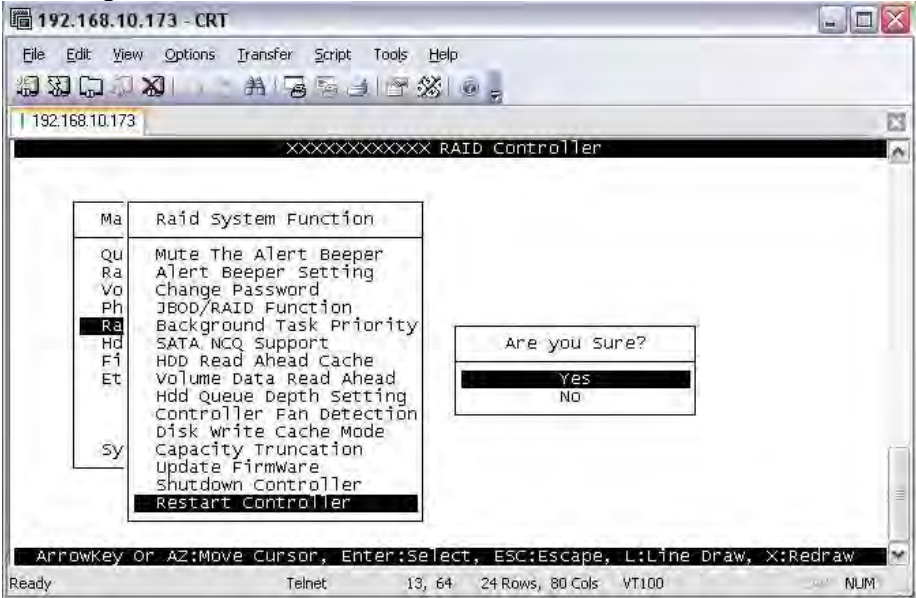 192.168.10.173 - CRT
File Edit View Options Transfer Script Tools Help
192.168.10.173
XXXXXXXXXXXX RAID Controller
Ma
Qu
Ra
Vo
Ph
Ra
Hd
Fi
Et
Sy
Raid System Function
Mute The Alert Beeper
Alert Beeper Setting
Change Password
JBOD/RAID Function
Background Task Priority
SATA NCQ Support
HDD Read Ahead Cache
Volume Data Read Ahead
Hdd Queue Depth Setting
Controller Fan Detection
Disk Write Cache Mode
Capacity Truncation
Update Firmware
Shutdown Controller
Restart Controller
Are you Sure?
Yes
No
ArrowKey Or AZ:Move Cursor, Enter:Select, ESC:Escape, L:Line Draw, X:Redraw
Ready Telnet 13, 64 24 Rows, 80 Cols VT100 NUM